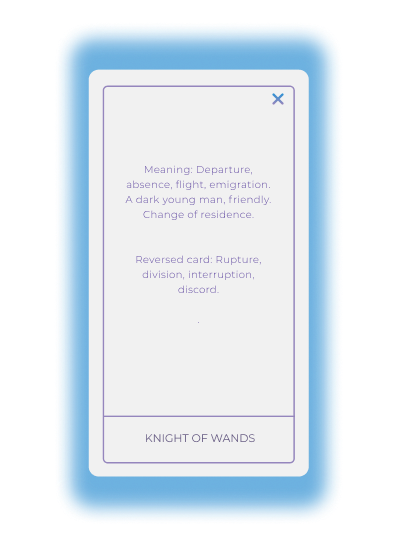 Meaning: Departure,
absence, flight, emigration.
A dark young man, friendly.
Change of residence.
Reversed card: Rupture,
division, interruption,
discord.
.
KNIGHT OF WANDS